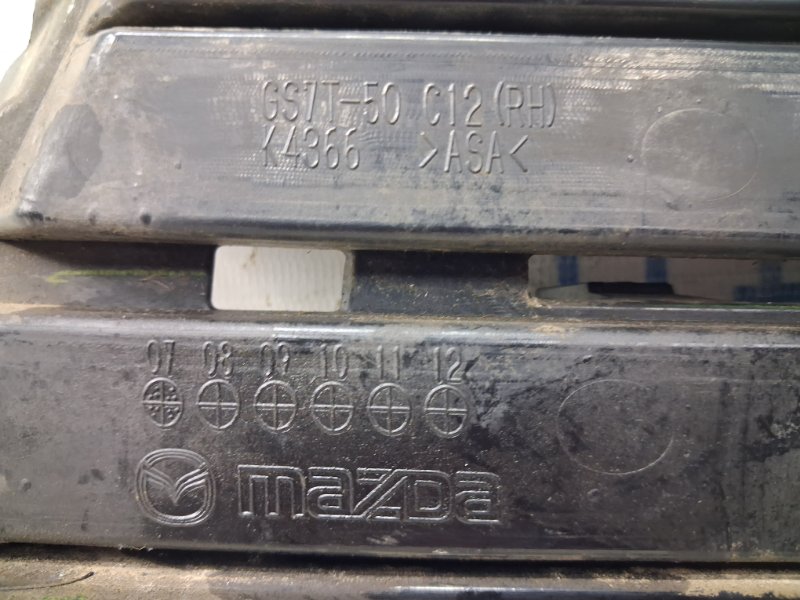 GS7T-50 C12(RH)
K4366 >ASA<
07 08 09 10 11 12
mazda